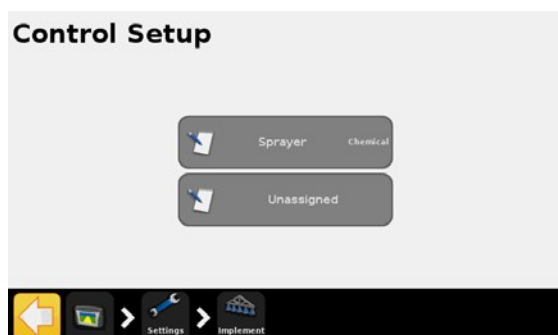 Control Setup
Sprayer Chemical
Unassigned
Settings Implement